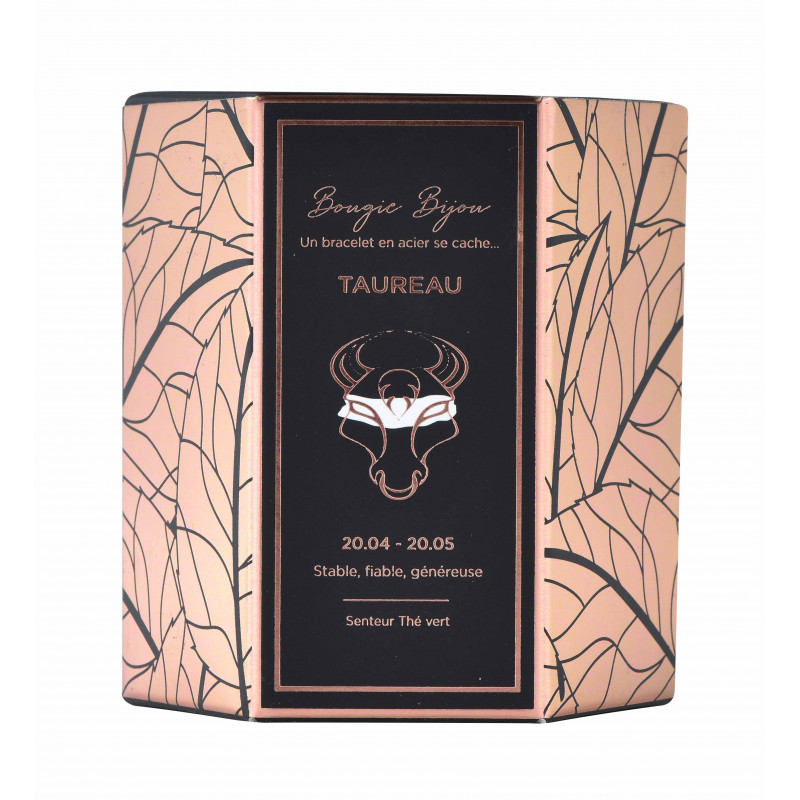 Bougie Bijou
Un bracelet en acier se cache...
TAUREAU
20.04 - 20.05
Stable, fiable, généreuse
Senteur Thé vert